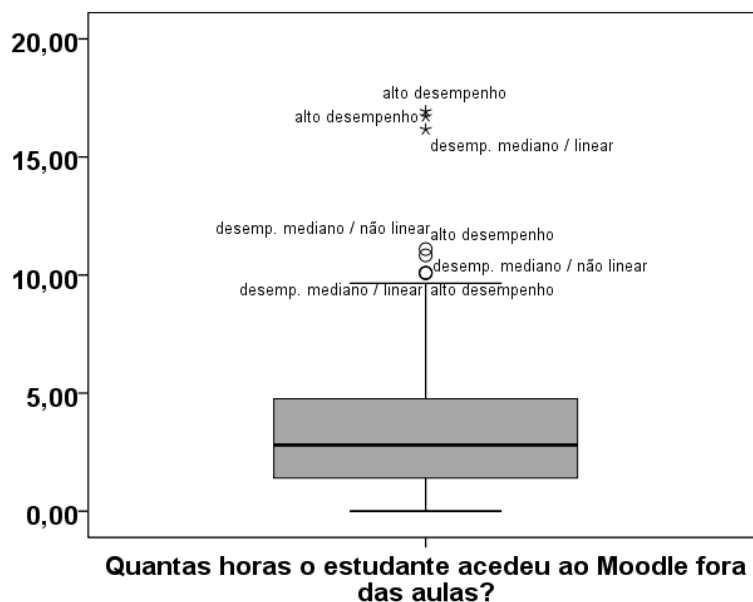 20,00
alto desempenho
alto desempenho
15,00
desemp. mediano / linear
desemp. mediano / não linear
alto desempenho
desemp. mediano / não linear
10,00
desemp. mediano / linear
alto desempenho
5,00
0,00
Quantas horas o estudante acedeu ao Moodle fora
das aulas?